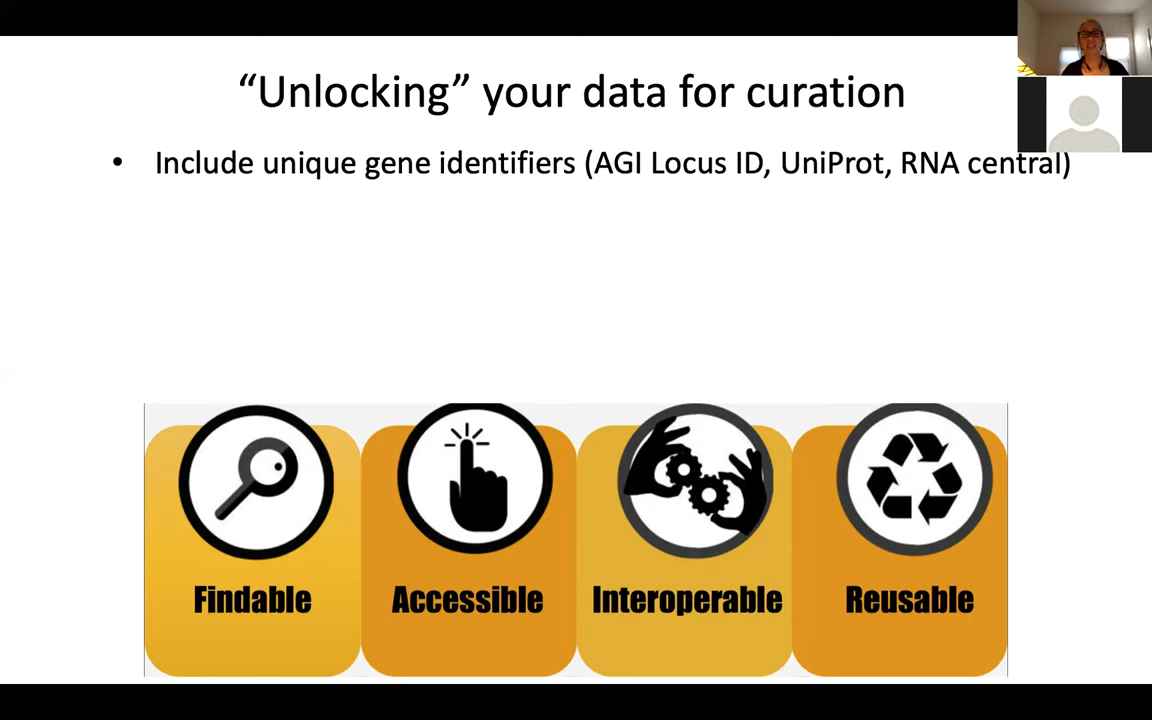 “Unlocking” your data for curation
• Include unique gene identifiers (AGI Locus ID, UniProt, RNA central)
Findable Accessible Interoperable Reusable